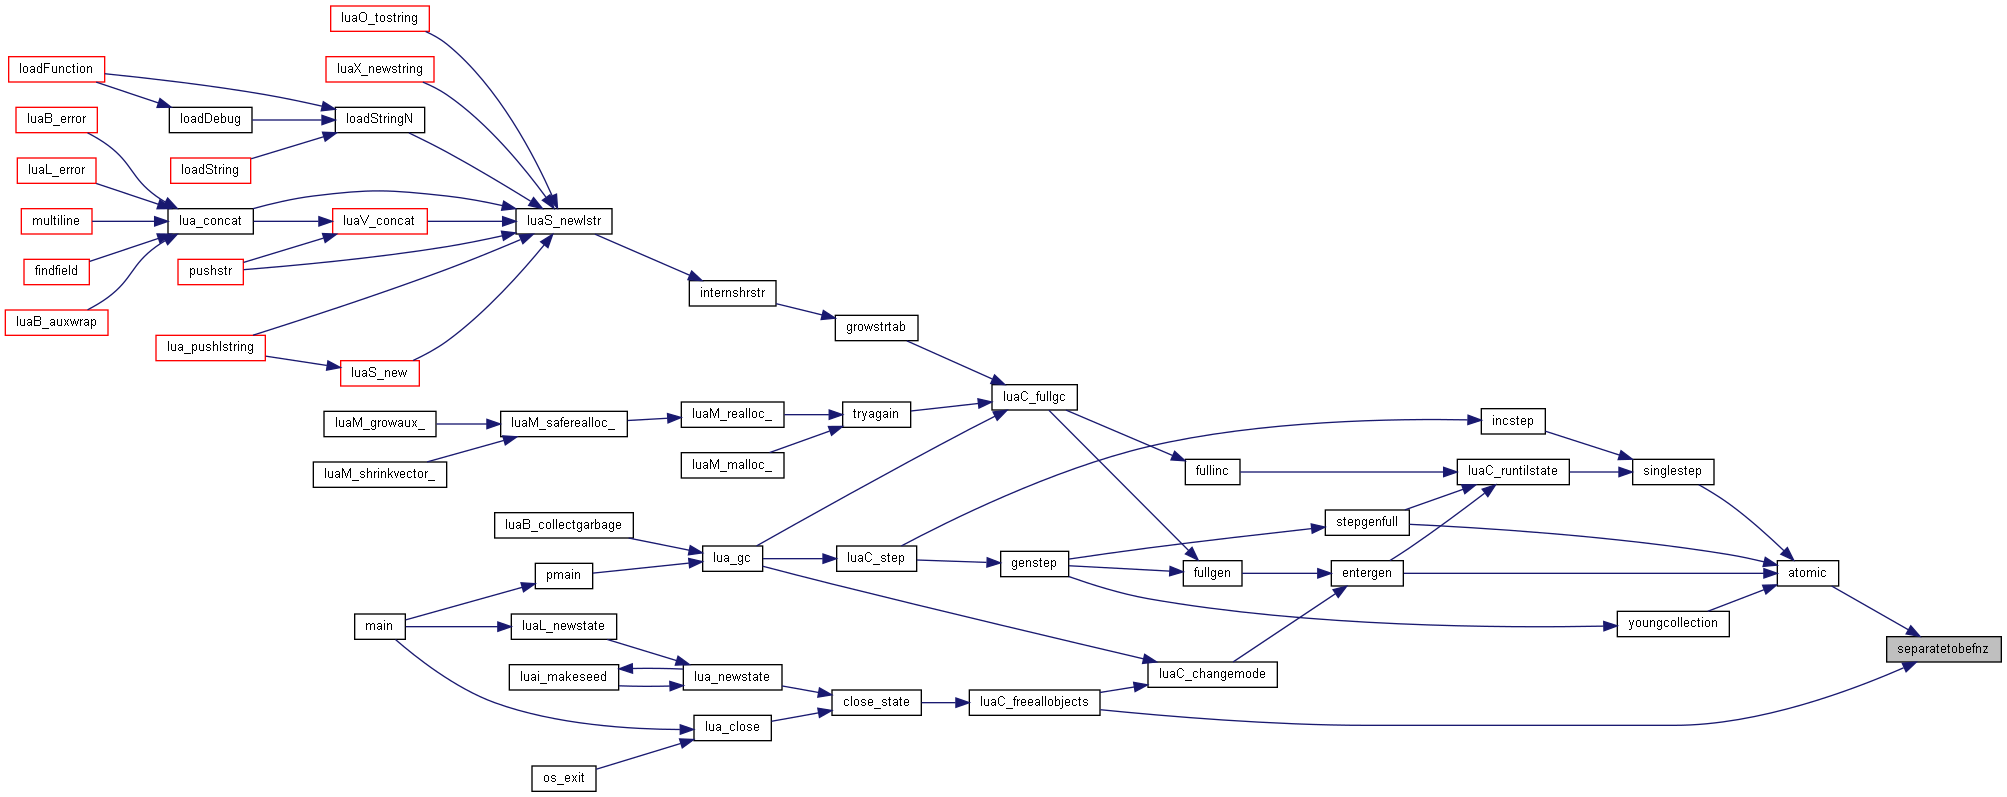 luaO_tostring
loadFunction
luaX_newstring
luaB_error
loadDebug
loadStringN
luaL_error
loadString
multiline
lua_concat
luaV_concat
luaS_newlstr
findfield
pushstr
luaB_auxwrap
internshrstr
growstrtab
lua_pushlstring
luaS_new
luaC_fullgc
luaM_growaux_
luaM_saferealloc_
luaM_realloc_
tryagain
incstep
luaM_shrinkvector_
luaM_malloc_
fullinc
luaC_runtilstate
singlestep
luaB_collectgarbage
stepgenfull
lua_gc
luaC_step
genstep
pmain
fullgen
entergen
atomic
main
luaL_newstate
youngcollection
separatetobefnz
luai_makeseed
lua_newstate
luaC_changemode
close_state
luaC_freeallobjects
lua_close
os_exit